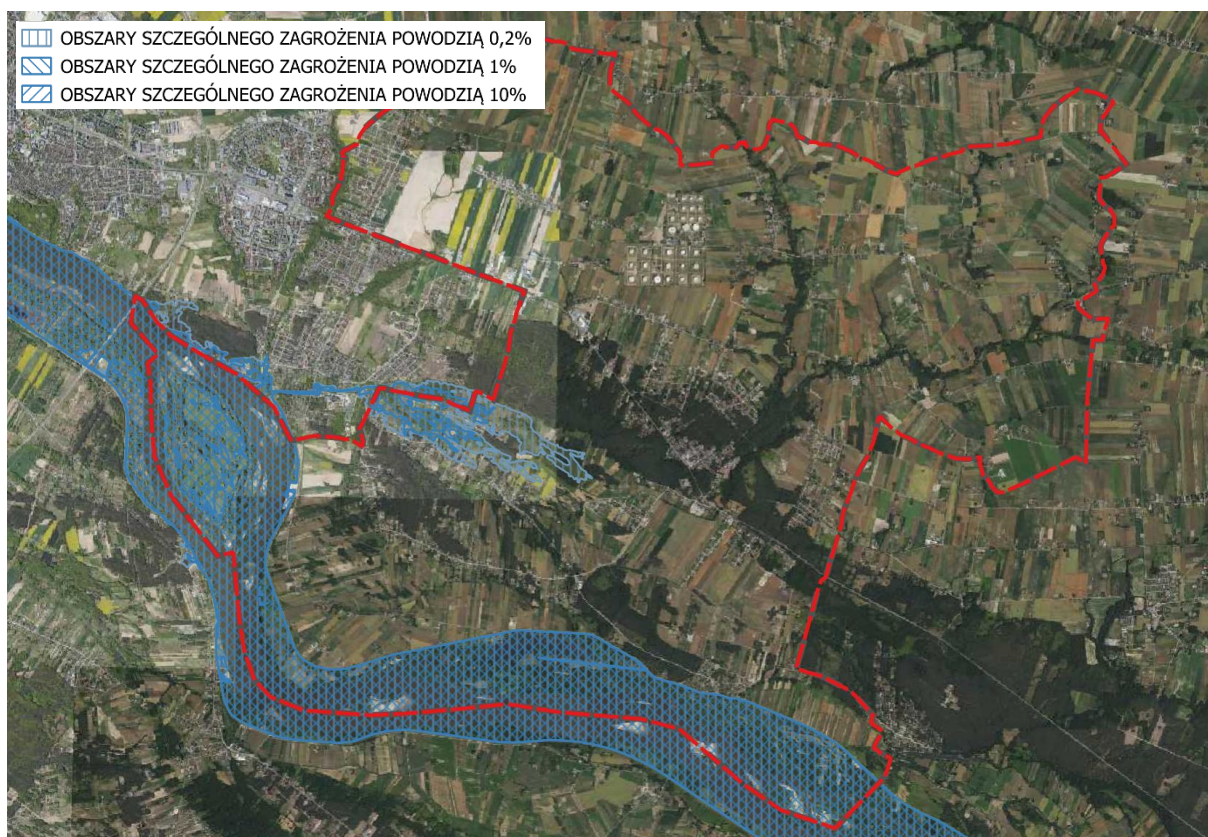 OBSZARY SZCZEGÓLNEGO ZAGROŻENIA POWODZIĄ 0,2%
OBSZARY SZCZEGÓLNEGO ZAGROŻENIA POWODZIĄ 1%
OBSZARY SZCZEGÓLNEGO ZAGROŻENIA POWODZIĄ 10%